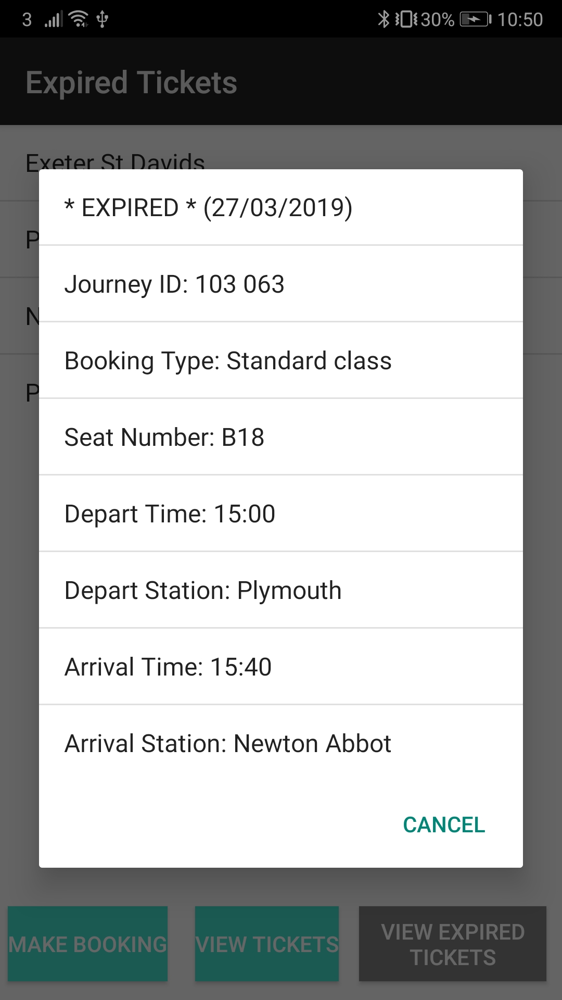 3 30% 10:50
Expired Tickets
Exeter St Davids
* EXPIRED * (27/03/2019)
P
Journey ID: 103 063
N
Booking Type: Standard class
P
Seat Number: B18
Depart Time: 15:00
Depart Station: Plymouth
Arrival Time: 15:40
Arrival Station: Newton Abbot
CANCEL
MAKE BOOKING
VIEW TICKETS
VIEW EXPIRED
TICKETS